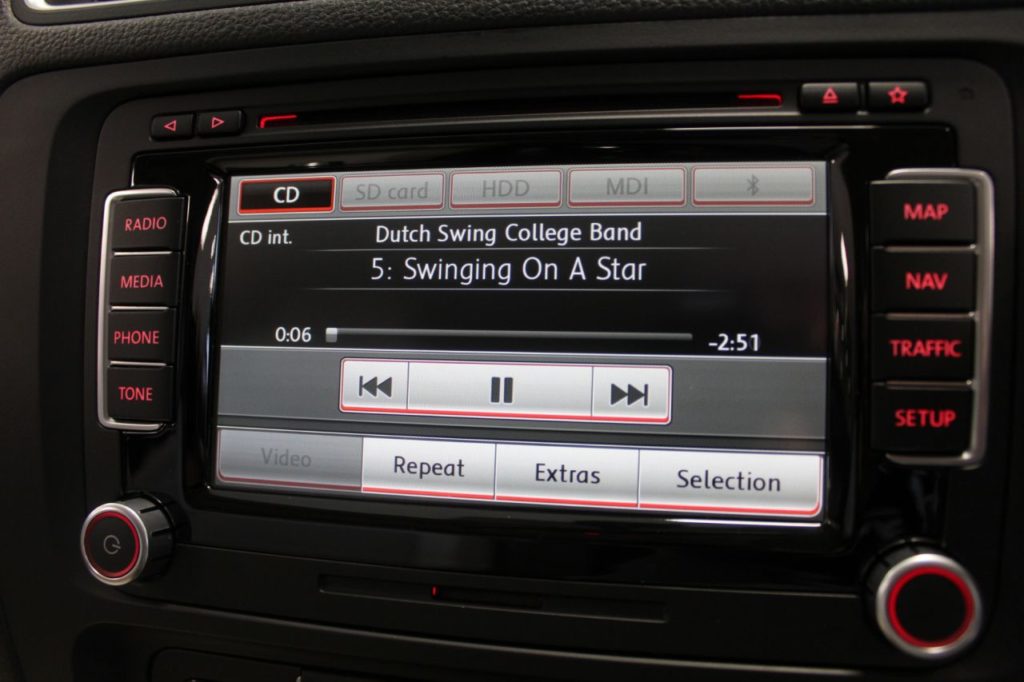 CD
SD card
HDD
MDI
CD int.
Dutch Swing College Band
5: Swinging On A Star
0:06
-2:51
Video
Repeat
Extras
Selection
RADIO
MEDIA
PHONE
TONE
MAP
NAV
TRAFFIC
SETUP